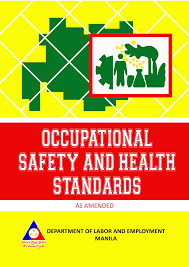 OCCUPATIONAL
SAFETY AND HEALTH
STANDARDS
AS AMENDED
DEPARTMENT OF LABOR AND EMPLOYMENT
MANILA